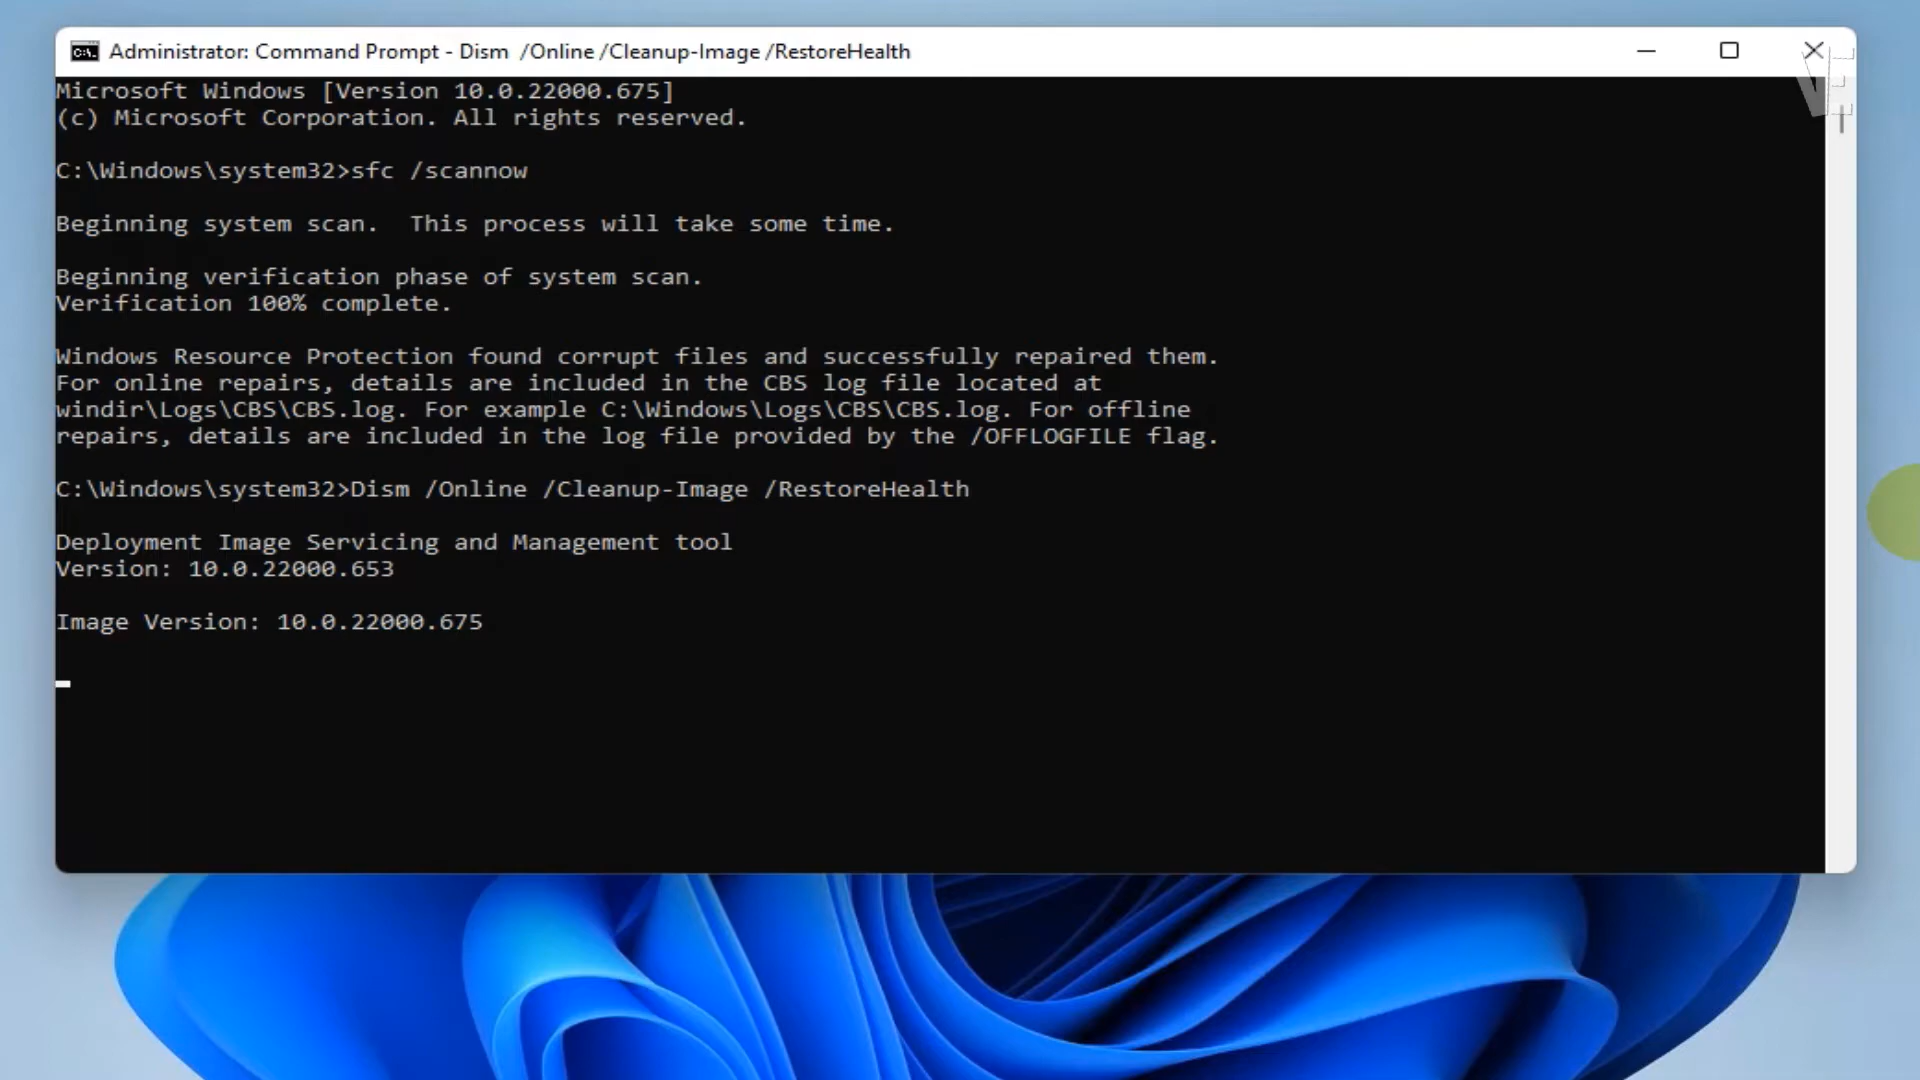 Administrator: Command Prompt - Dism  /Online /Cleanup-Image /RestoreHealth
Microsoft Windows [Version 10.0.22000.675]
(c) Microsoft Corporation. All rights reserved.
C:\Windows\system32>sfc /scannow
Beginning system scan.  This process will take some time.
Beginning verification phase of system scan.
Verification 100% complete.
Windows Resource Protection found corrupt files and successfully repaired them.
For online repairs, details are included in the CBS log file located at
windir\Logs\CBS\CBS.log. For example C:\Windows\Logs\CBS\CBS.log. For offline
repairs, details are included in the log file provided by the /OFFLOGFILE flag.
C:\Windows\system32>Dism /Online /Cleanup-Image /RestoreHealth
Deployment Image Servicing and Management tool
Version: 10.0.22000.653
Image Version: 10.0.22000.675